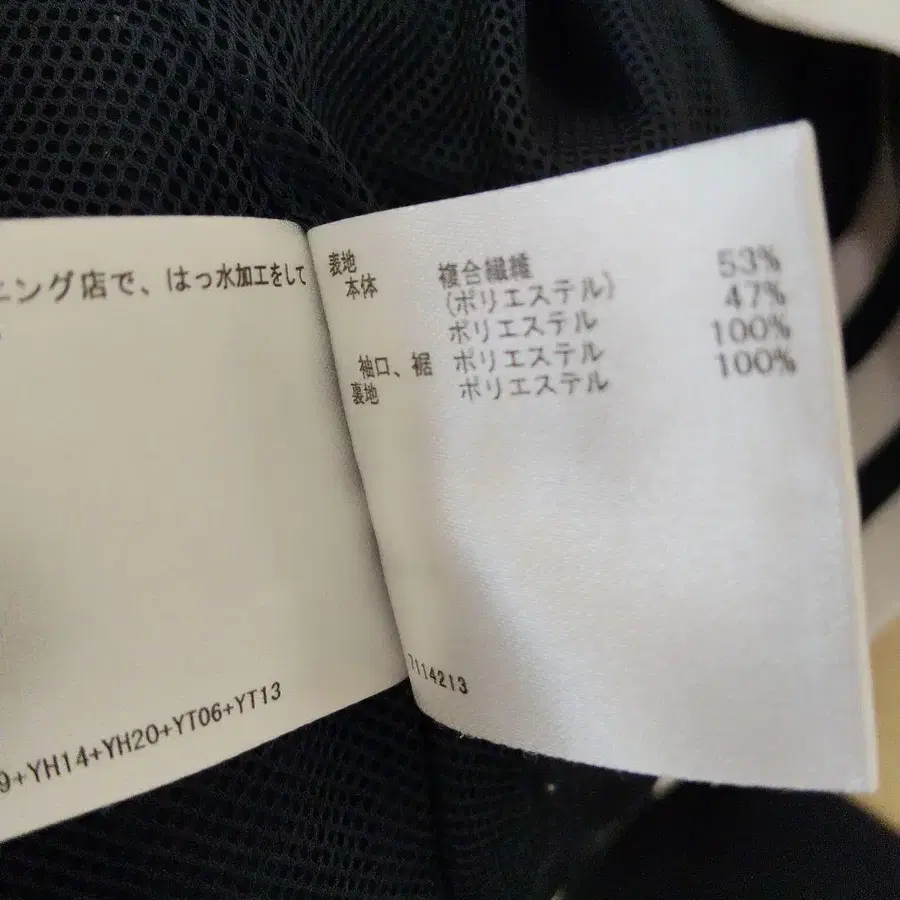 ニング店で、はっ水加工をして
9+YH14+YH20+YT06+YT13
表地
本体 複合繊維 53%
(ポリエステル)
ポリエステル 47%
袖口、裾 ポリエステル 100%
裏地 ポリエステル 100%
7114213